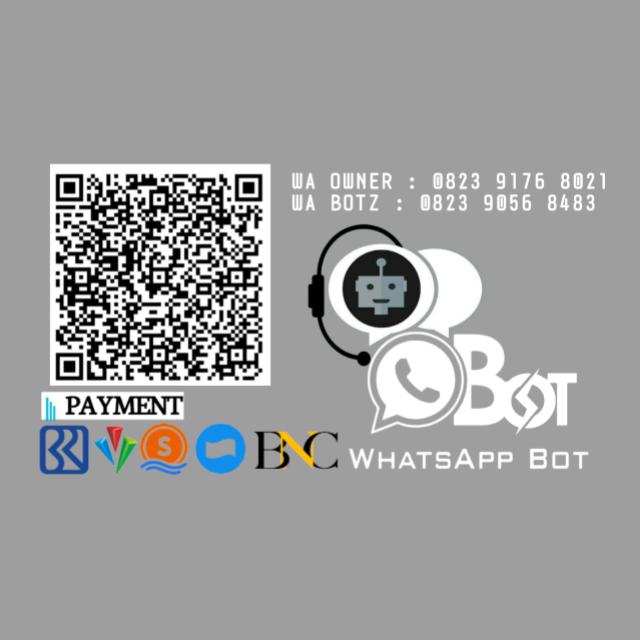 WA OWNER : 0823 9176 8021
WA BOTZ : 0823 9056 8483
PAYMENT
S
BNC
BOT
WHATSAPP BOT